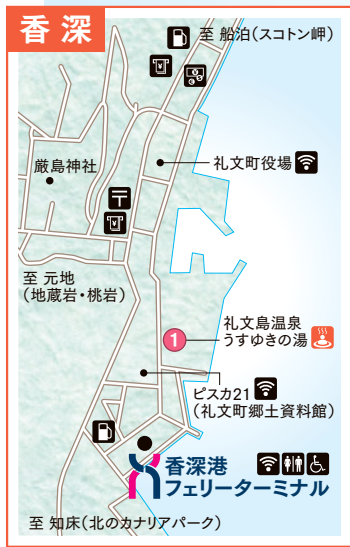 香深
至 船泊(スコトン岬)
厳島神社
礼文町役場
至 元地
(地蔵岩・桃岩)
1
礼文島温泉
うすゆきの湯
ピスカ21
(礼文町郷土資料館)
香深港
フェリーターミナル
至 知床(北のカナリアパーク)